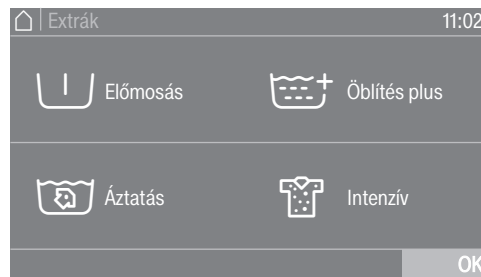 Extrák 11:02
Előmosás Öblítés plus
Áztatás Intenzív
OK